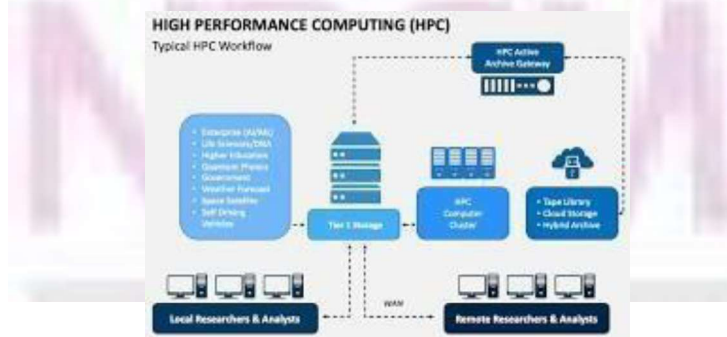 HIGH PERFORMANCE COMPUTING (HPC)
Typical HPC Workflow
HPC Active
Archive Gateway
• Enterprise (AI/ML)
• Life Sciences/DNA
• Higher Education
• Quantum Physics
• Government
• Weather Forecast
• Space Satellite
• Self Driving
Vehicles
Tier 1 Storage
HPC
Computer
Cluster
• Tape Library
• Cloud Storage
• Hybrid Archive
WAN
Local Researchers & Analysts
Remote Researchers & Analysts